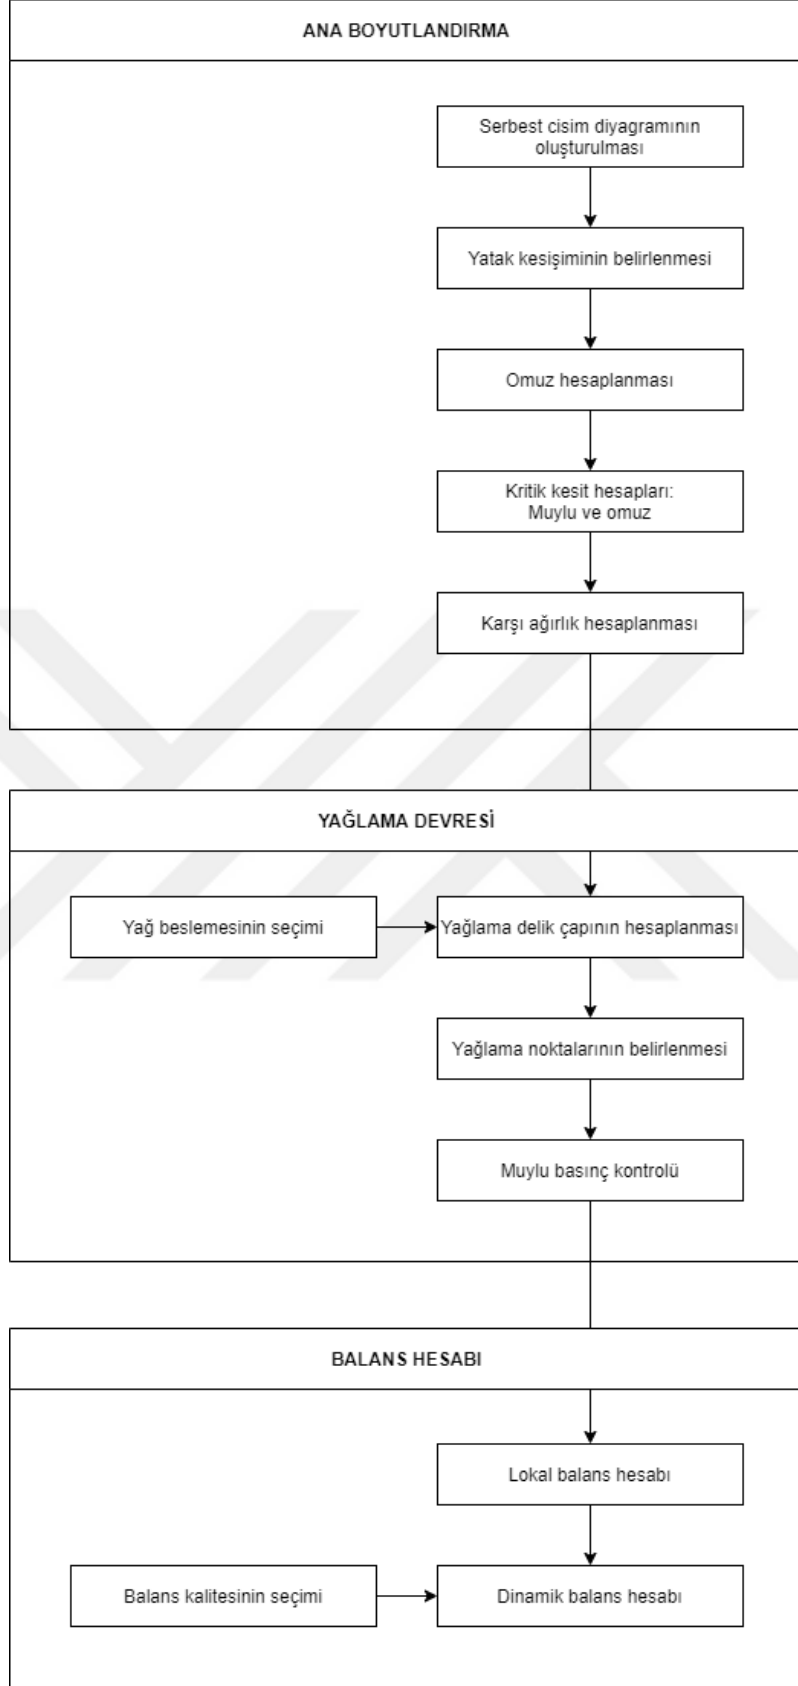 ANA BOYUTLANDIRMA
Serbest cisim diyagramının
oluşturulması
Yatak kesişiminin belirlenmesi
Omuz hesaplanması
Kritik kesit hesapları:
Muylu ve omuz
Karşı ağırlık hesaplanması
YAĞLAMA DEVRESİ
Yağ beslemesinin seçimi
Yağlama delik çapının hesaplanması
Yağlama noktalarının belirlenmesi
Muylu basınç kontrolü
BALANS HESABI
Lokal balans hesabı
Balans kalitesinin seçimi
Dinamik balans hesabı